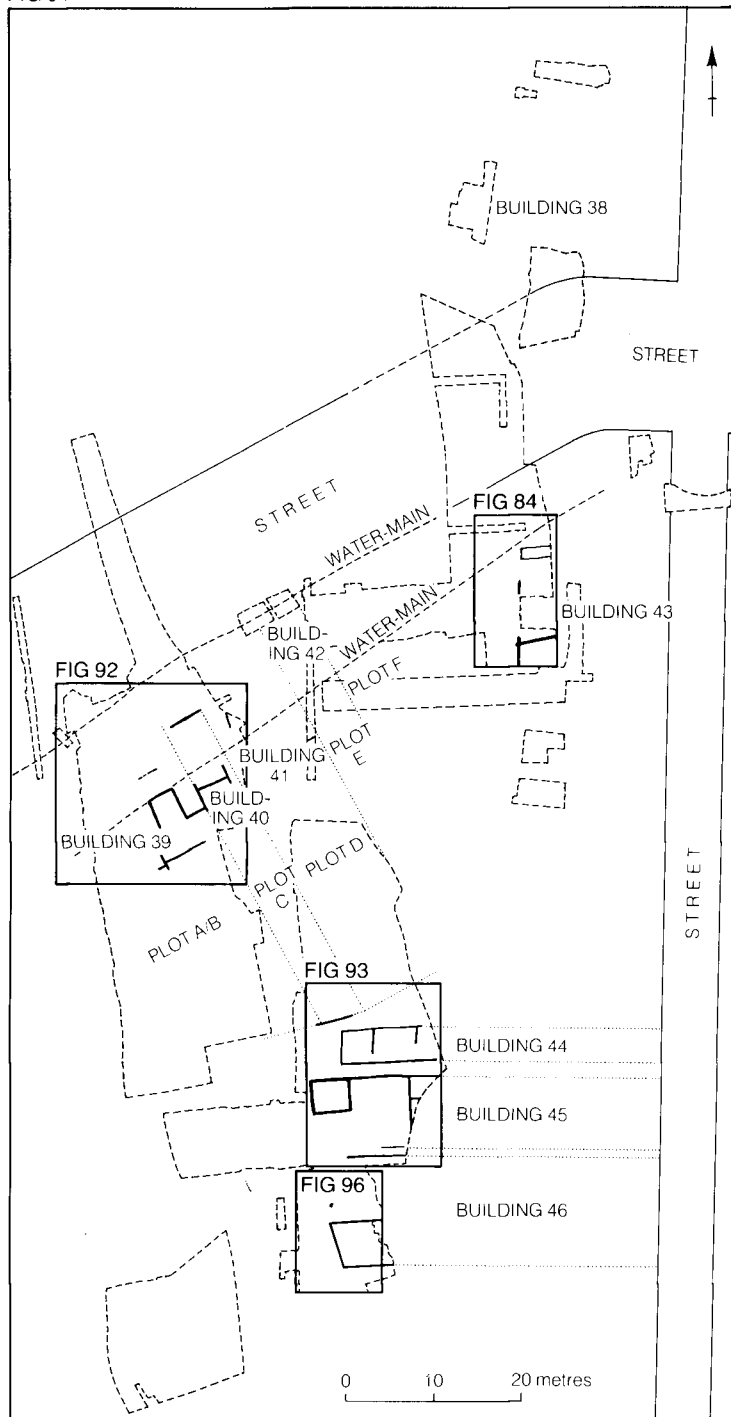 BUILDING 38
STREET
STREET
FIG 84
WATER-MAIN
WATER-MAIN
BUILDING 43
BUILD-
ING 42
PLOT F
FIG 92
PLOT
E
BUILDING
41
BUILD-
ING 40
BUILDING 39
PLOT
C
PLOT D
PLOT A/B
STREET
FIG 93
BUILDING 44
BUILDING 45
FIG 96
BUILDING 46
0 10 20 metres